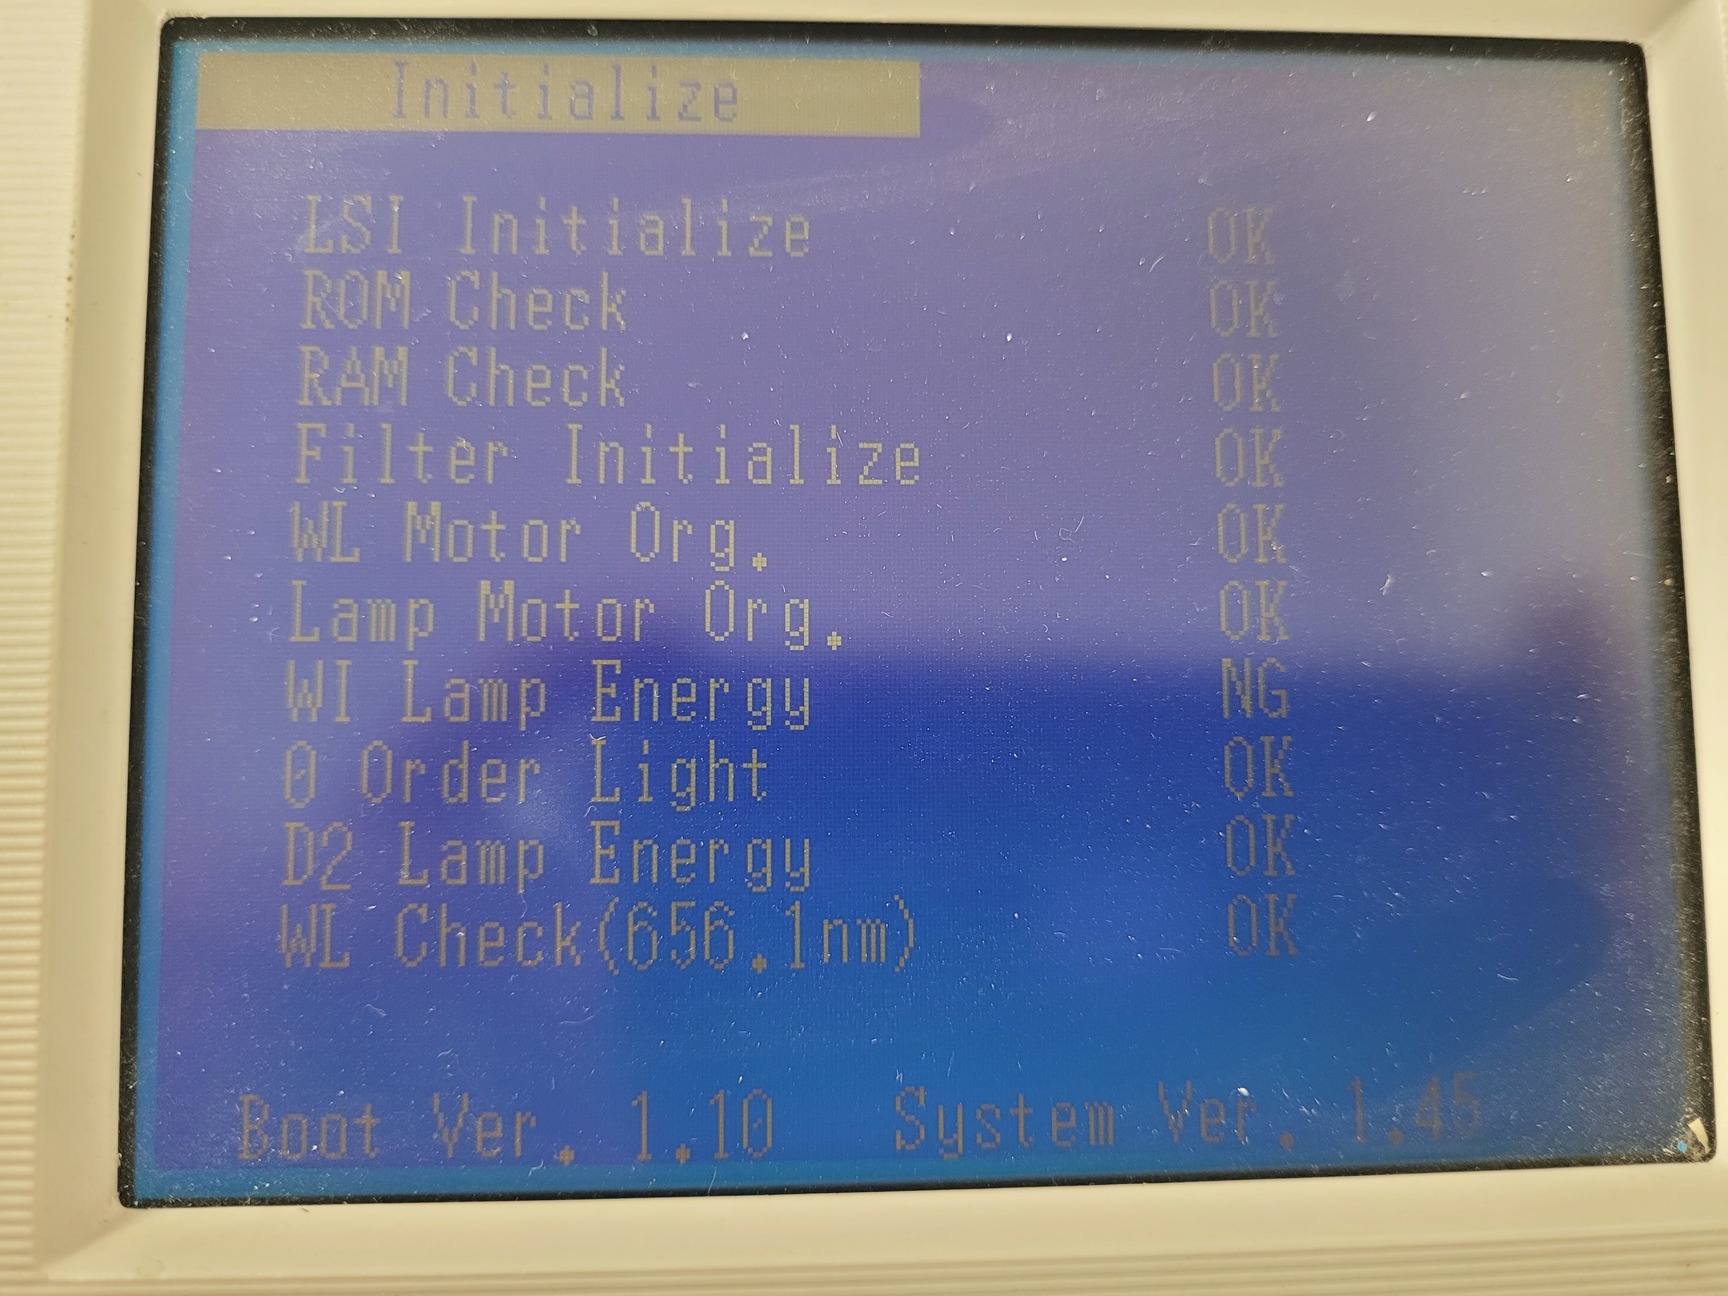 Initialize
LSI Initialize OK
ROM Check OK
RAM Check OK
Filter Initialize OK
WL Motor Org. OK
Lamp Motor Org. OK
WI Lamp Energy NG
0 Order Light OK
D2 Lamp Energy OK
WL Check(656.1nm) OK
Boot Ver. 1.10 System Ver. 1.45